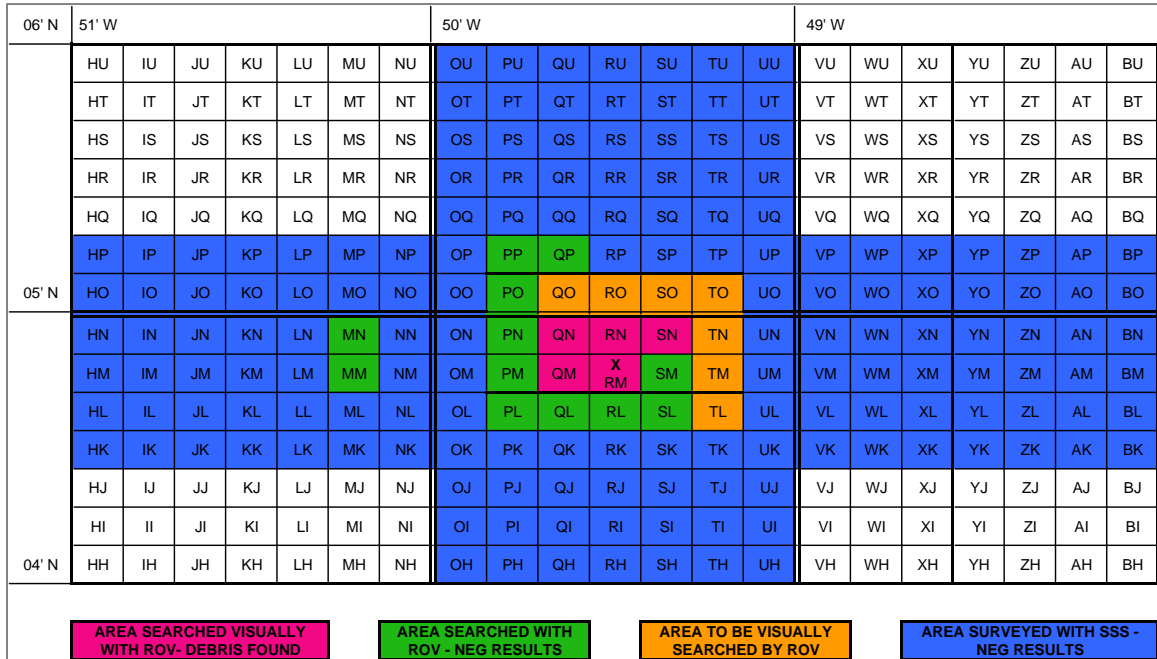 06' N 51' W 50' W 49' W
HU IU JU KU LU MU NU OU PU QU RU SU TU UU VU WU XU YU ZU AU BU
HT IT JT KT LT MT NT OT PT QT RT ST TT UT VT WT XT YT ZT AT BT
HS IS JS KS LS MS NS OS PS QS RS SS TS US VS WS XS YS ZS AS BS
HR IR JR KR LR MR NR OR PR QR RR SR TR UR VR WR XR YR ZR AR BR
HQ IQ JQ KQ LQ MQ NQ OQ PQ QQ RQ SQ TQ UQ VQ WQ XQ YQ ZQ AQ BQ
HP IP JP KP LP MP NP OP PP QP RP SP TP UP VP WP XP YP ZP AP BP
05' N HO IO JO KO LO MO NO OO PO QO RO SO TO UO VO WO XO YO ZO AO BO
HN IN JN KN LN MN NN ON PN QN RN SN TN UN VN WN XN YN ZN AN BN
HM IM JM KM LM MM NM OM PM QM X RM SM TM UM VM WM XM YM ZM AM BM
HL IL JL KL LL ML NL OL PL QL RL SL TL UL VL WL XL YL ZL AL BL
HK IK JK KK LK MK NK OK PK QK RK SK TK UK VK WK XK YK ZK AK BK
HJ IJ JJ KJ LJ MJ NJ OJ PJ QJ RJ SJ TJ UJ VJ WJ XJ YJ ZJ AJ BJ
HI II JI KI LI MI NI OI PI QI RI SI TI UI VI WI XI YI ZI AI BI
04' N HH IH JH KH LH MH NH OH PH QH RH SH TH UH VH WH XH YH ZH AH BH
AREA SEARCHED VISUALLY
WITH ROV- DEBRIS FOUND
AREA SEARCHED WITH
ROV - NEG RESULTS
AREA TO BE VISUALLY
SEARCHED BY ROV
AREA SURVEYED WITH SSS -
NEG RESULTS